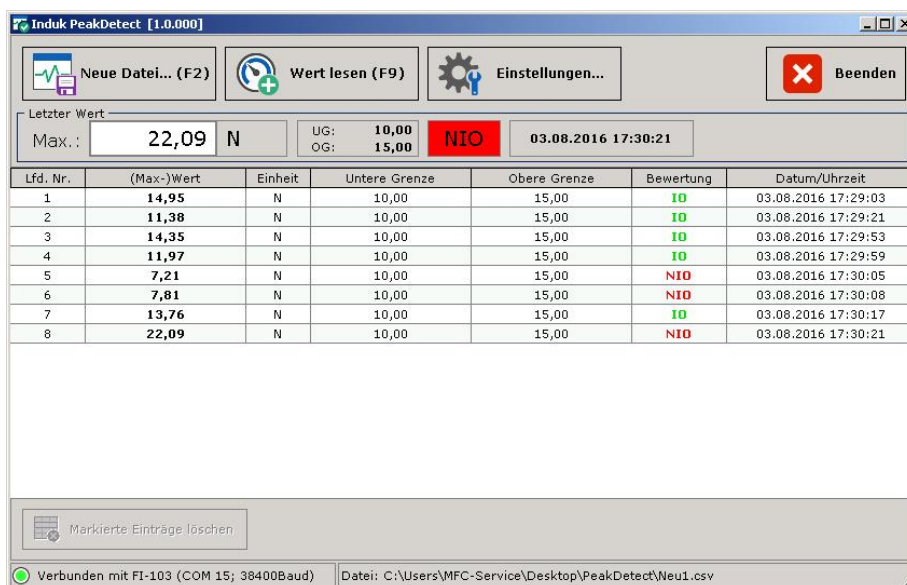 Induk PeakDetect [1.0.000]
Neue Datei... (F2) Wert lesen (F9) Einstellungen... Beenden
Letzter Wert
Max.: 22,09 N UG: 10,00 NIO 03.08.2016 17:30:21
OG: 15,00
Lfd. Nr. (Max-)Wert Einheit Untere Grenze Obere Grenze Bewertung Datum/Uhrzeit
1 14,95 N 10,00 15,00 IO 03.08.2016 17:29:03
2 11,38 N 10,00 15,00 IO 03.08.2016 17:29:21
3 14,35 N 10,00 15,00 IO 03.08.2016 17:29:53
4 11,97 N 10,00 15,00 IO 03.08.2016 17:29:59
5 7,21 N 10,00 15,00 NIO 03.08.2016 17:30:05
6 7,81 N 10,00 15,00 NIO 03.08.2016 17:30:08
7 13,76 N 10,00 15,00 IO 03.08.2016 17:30:17
8 22,09 N 10,00 15,00 NIO 03.08.2016 17:30:21
Markierte Einträge löschen
Verbunden mit FI-103 (COM 15; 38400Baud) Datei: C:\Users\MFC-Service\Desktop\PeakDetect\Neu1.csv